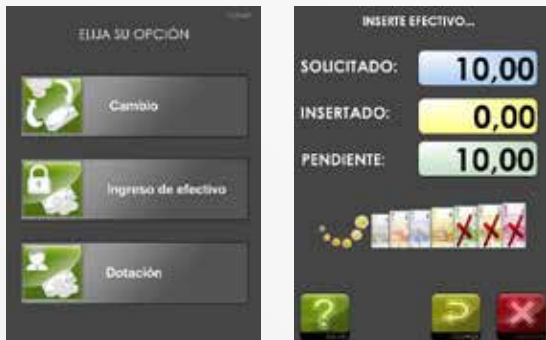 ELIJA SU OPCIÓN
Cambio
Ingreso de efectivo
Dotación
INSERTE EFECTIVO...
SOLICITADO: 10,00
INSERTADO: 0,00
PENDIENTE: 10,00
?